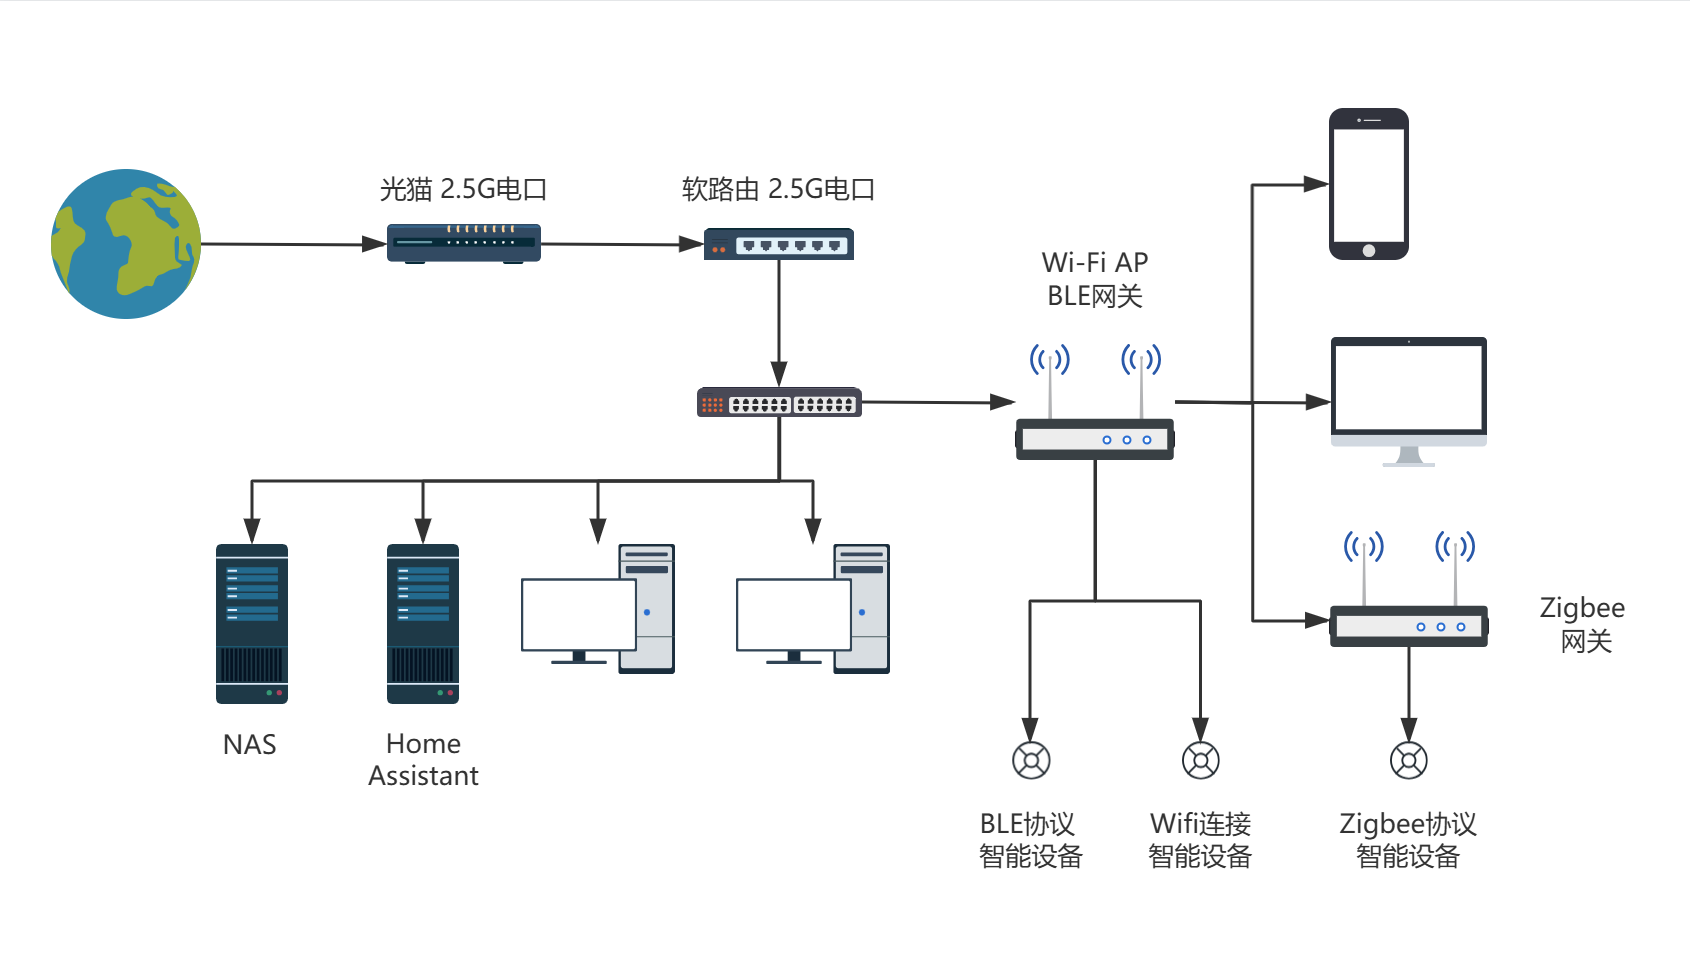 光猫 2.5G电口
软路由 2.5G电口
Wi-Fi AP
BLE网关
Zigbee
网关
NAS
Home
Assistant
BLE协议
智能设备
Wifi连接
智能设备
Zigbee协议
智能设备